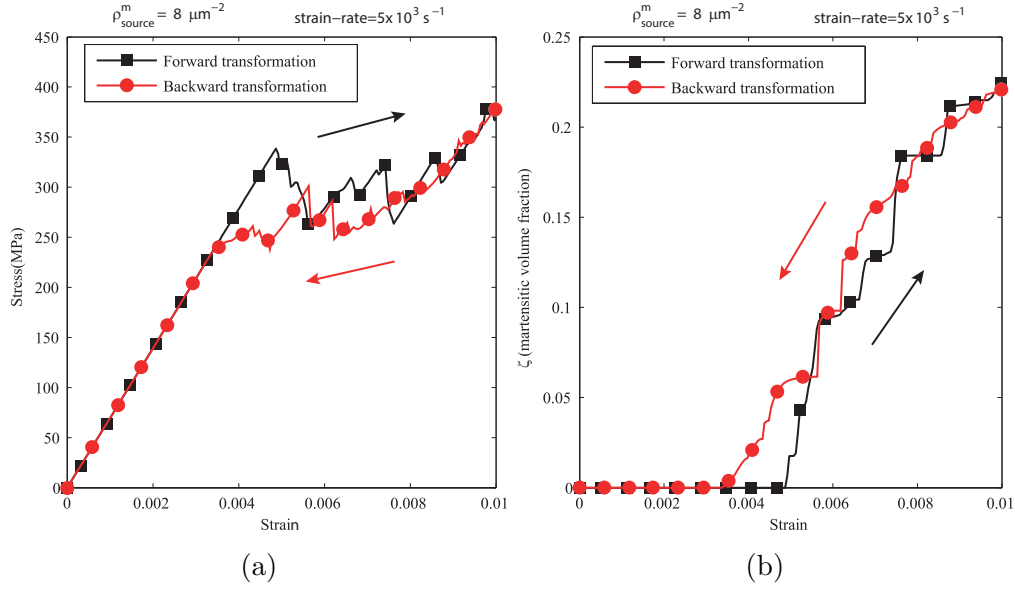 ρ^m_source = 8 μm^−2 strain−rate=5x 10^3 s^−1
450
400
350
300
250
200
150
100
50
0
Stress(MPa)
Forward transformation
Backward transformation
0 0.002 0.004 0.006 0.008 0.01
Strain
(a)
ρ^m_source = 8 μm^−2 strain−rate=5x 10^3 s^−1
0.25
0.2
0.15
0.1
0.05
0
ζ (martensitic volume fraction)
Forward transformation
Backward transformation
0 0.002 0.004 0.006 0.008 0.01
Strain
(b)